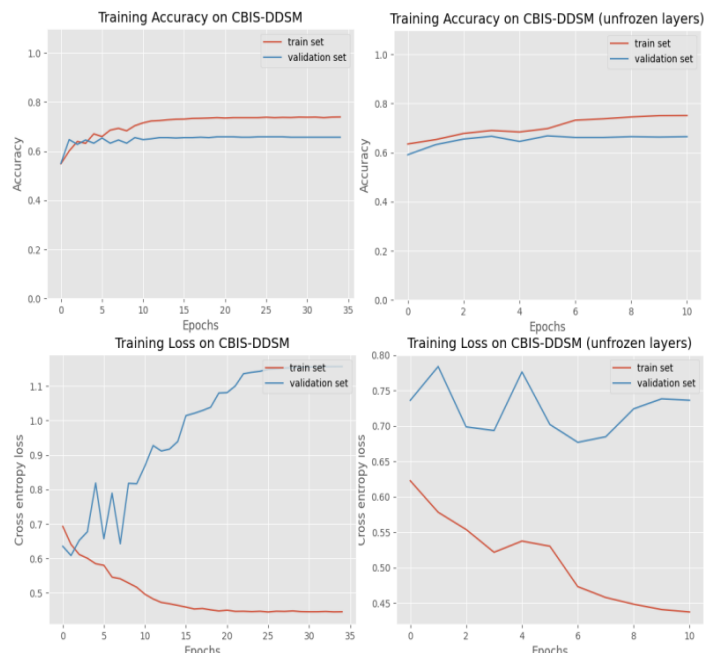 Training Accuracy on CBIS-DDSM
train set
validation set
1.0
0.8
0.6
0.4
0.2
0.0
Accuracy
0 5 10 15 20 25 30 35
Epochs
Training Accuracy on CBIS-DDSM (unfrozen layers)
train set
validation set
1.0
0.8
0.6
0.4
0.2
0.0
Accuracy
0 2 4 6 8 10
Epochs
Training Loss on CBIS-DDSM
train set
validation set
1.1
1.0
0.9
0.8
0.7
0.6
0.5
Cross entropy loss
0 5 10 15 20 25 30 35
Epochs
Training Loss on CBIS-DDSM (unfrozen layers)
train set
validation set
0.80
0.75
0.70
0.65
0.60
0.55
0.50
0.45
Cross entropy loss
0 2 4 6 8 10
Epochs